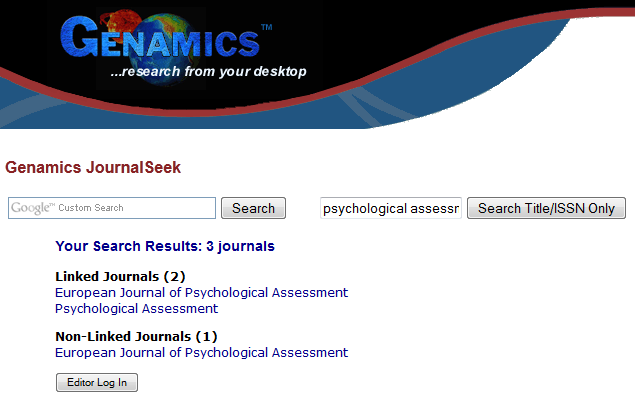 GENAMICS™
...research from your desktop
Genamics JournalSeek
Google™ Custom Search
Search
psychological assessr
Search Title/ISSN Only
Your Search Results: 3 journals
Linked Journals (2)
European Journal of Psychological Assessment
Psychological Assessment
Non-Linked Journals (1)
European Journal of Psychological Assessment
Editor Log In